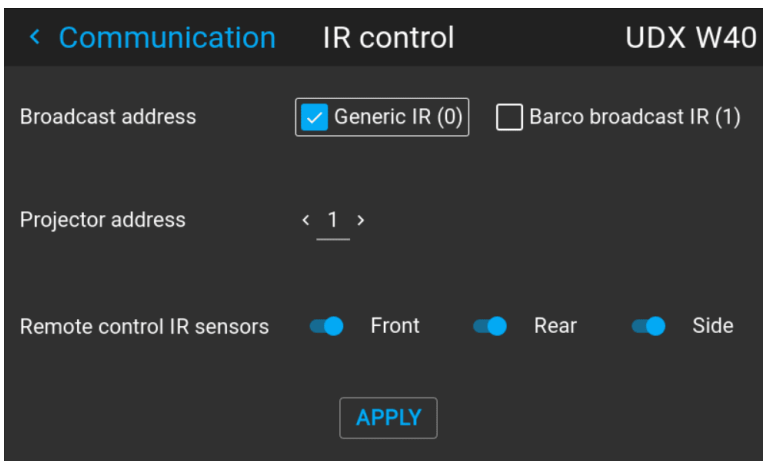 Communication IR control UDX W40
Broadcast address Generic IR (0) Barco broadcast IR (1)
Projector address 1
Remote control IR sensors Front Rear Side
APPLY